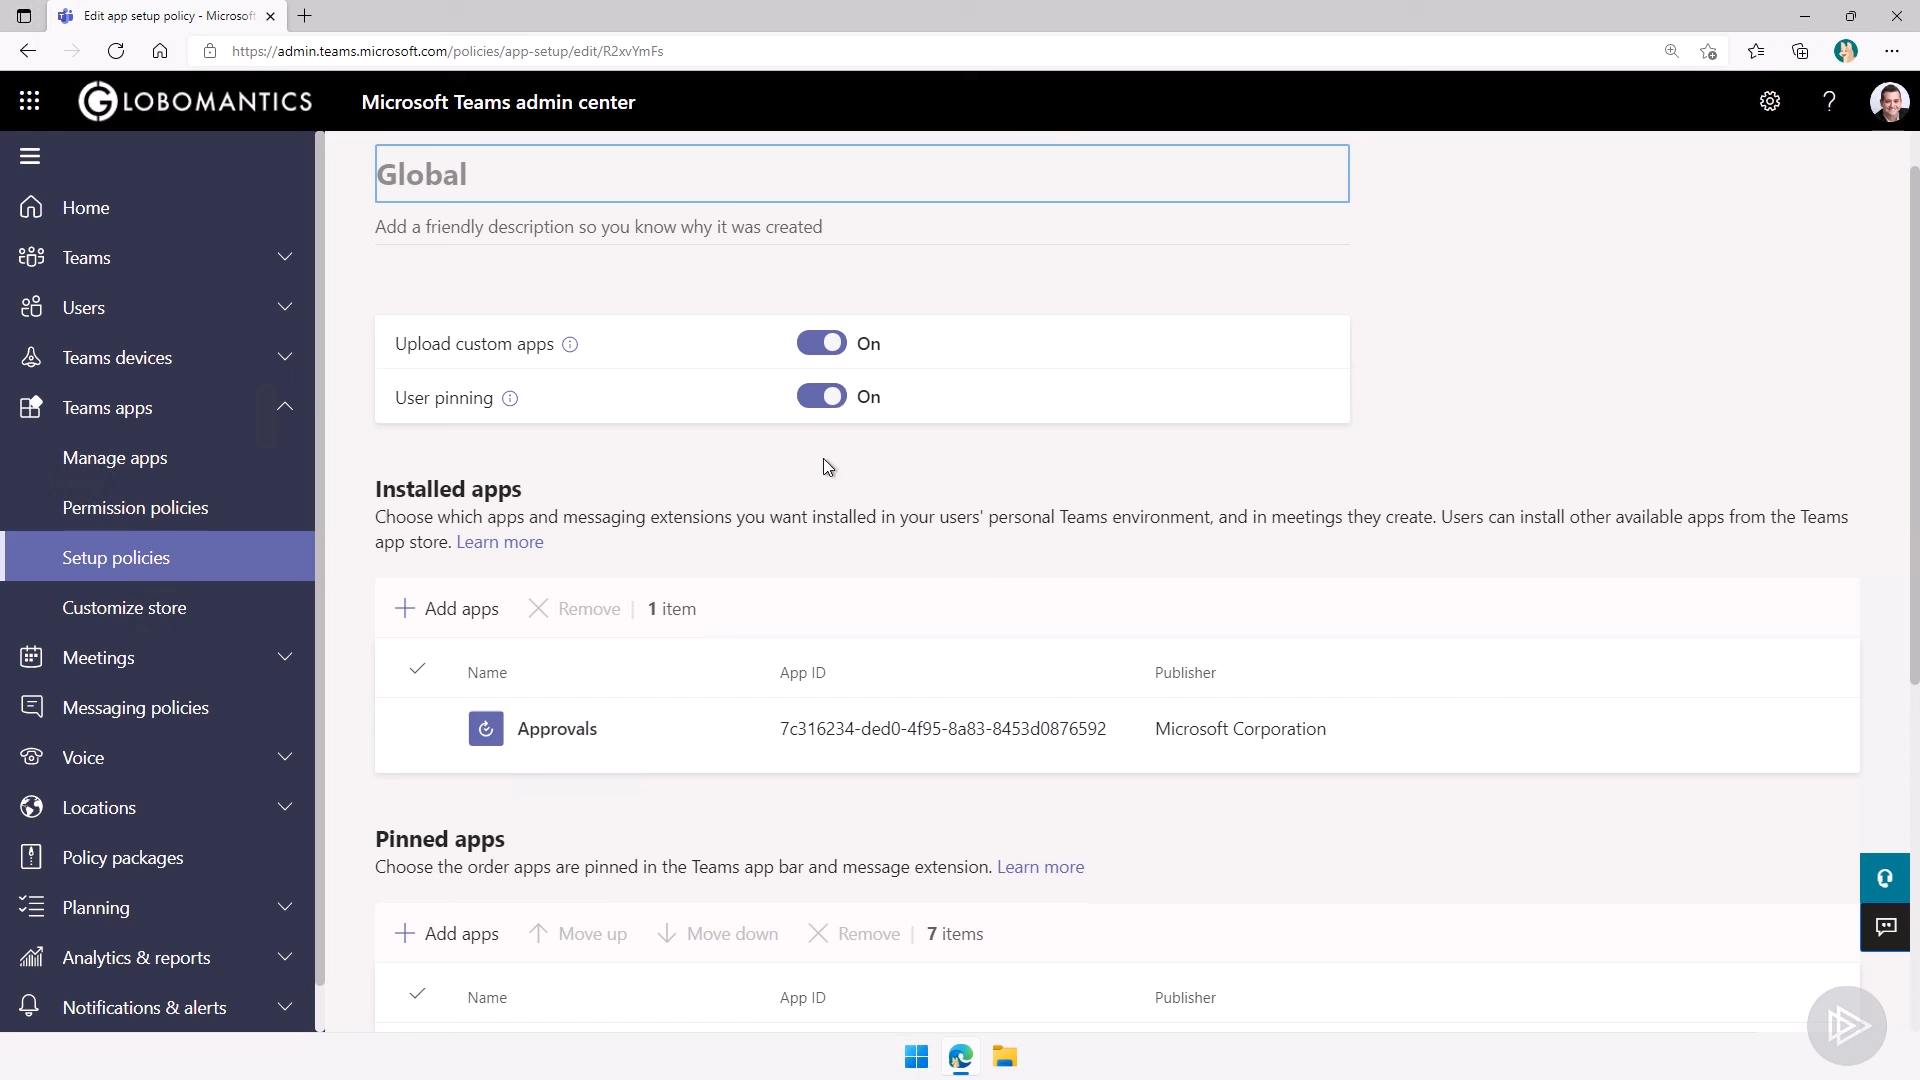 Edit app setup policy - Microsoft
https://admin.teams.microsoft.com/policies/app-setup/edit/R2xvYmFs
GLOBOMANTICS
Microsoft Teams admin center
?
Home
Teams
Users
Teams devices
Teams apps
Manage apps
Permission policies
Setup policies
Customize store
Meetings
Messaging policies
Voice
Locations
Policy packages
Planning
Analytics & reports
Notifications & alerts
Global
Add a friendly description so you know why it was created
Upload custom apps On
User pinning On
Installed apps
Choose which apps and messaging extensions you want installed in your users' personal Teams environment, and in meetings they create. Users can install other available apps from the Teams
app store. Learn more
Add apps Remove | 1 item
Name App ID Publisher
Approvals 7c316234-ded0-4f95-8a83-8453d0876592 Microsoft Corporation
Pinned apps
Choose the order apps are pinned in the Teams app bar and message extension. Learn more
Add apps Move up Move down Remove | 7 items
Name App ID Publisher